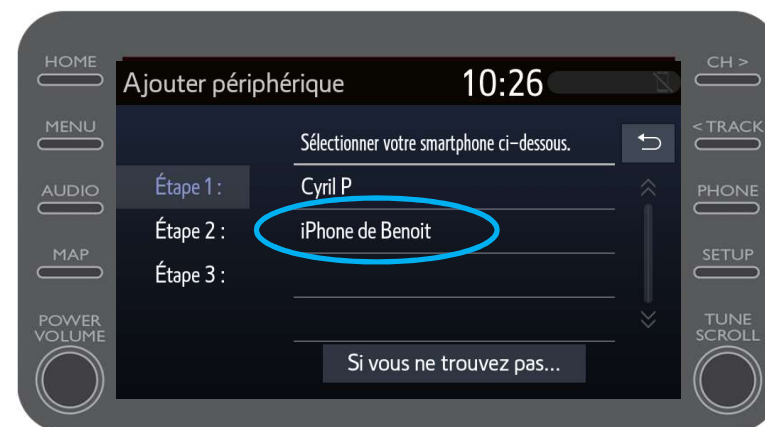 HOME
CH >
Ajouter périphérique
10:26
MENU
< TRACK
Sélectionner votre smartphone ci-dessous.
AUDIO
Étape 1 :
Cyril P
PHONE
Étape 2 :
iPhone de Benoit
MAP
SETUP
Étape 3 :
POWER
VOLUME
TUNE
SCROLL
Si vous ne trouvez pas...